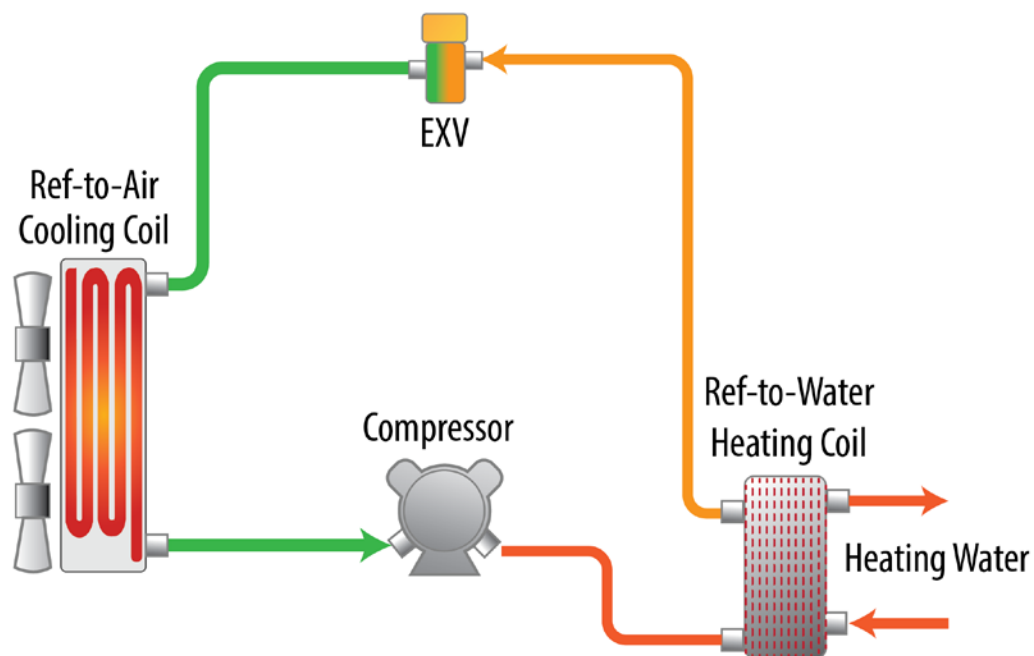 EXV
Ref-to-Air
Cooling Coil
Compressor
Ref-to-Water
Heating Coil
Heating Water